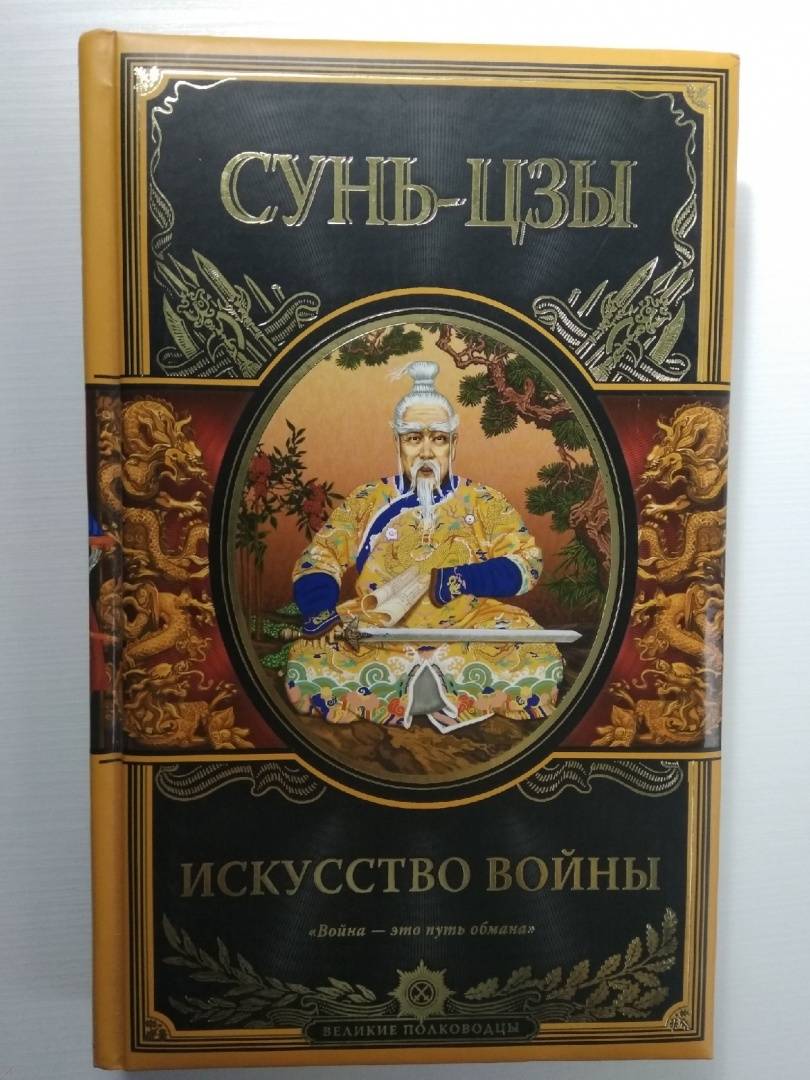 СУНЬ-ЦЗЫ
ИСКУССТВО ВОЙНЫ
«Война — это путь обмана»
ВЕЛИКИЕ ПОЛКОВОДЦЫ